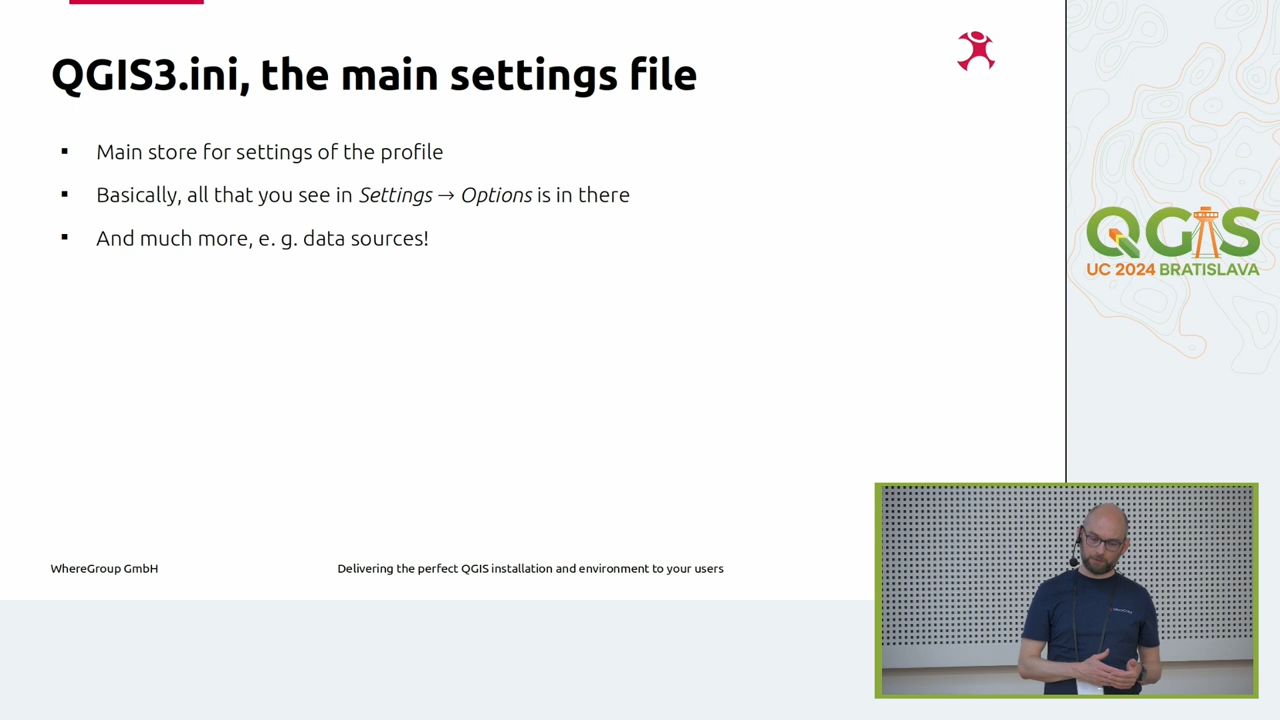 QGIS3.ini, the main settings file
▪ Main store for settings of the profile
▪ Basically, all that you see in Settings → Options is in there
▪ And much more, e. g. data sources!
WhereGroup GmbH
Delivering the perfect QGIS installation and environment to your users
QGIS
UC 2024 BRATISLAVA